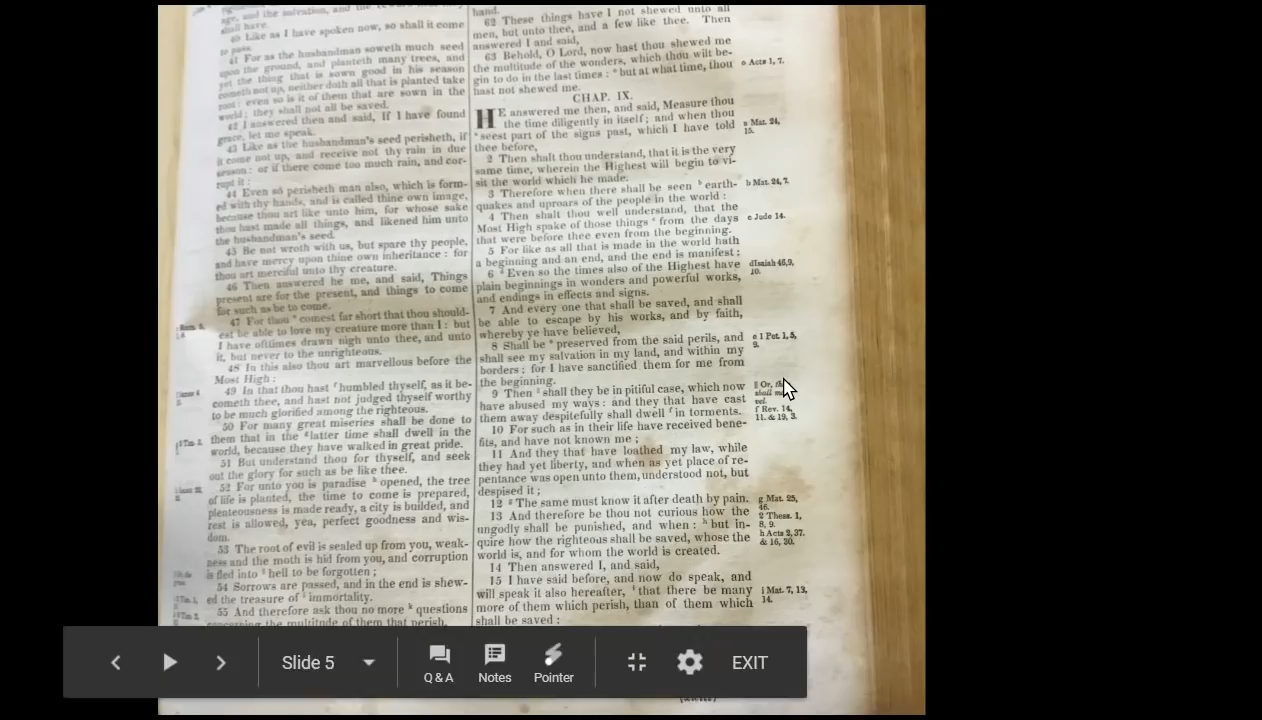 age, and the salvation, and the
shall have.
40 Like as I have spoken now, so shall it come
to pass.
41 For as the husbandman soweth much seed
upon the ground, and planteth many trees, and
yet the thing that is sown good in his season
cometh not up, neither doth all that is planted take
root: even so is it of them that are sown in the
world; they shall not all be saved.
42 I answered then and said, If I have found
grace, let me speak.
43 Like as the husbandman's seed perisheth, if
it come not up, and receive not thy rain in due
season: or if there come too much rain, and cor-
rupt it:
44 Even so perisheth man also, which is form-
ed with thy hands, and is called thine own image,
because thou art like unto him, for whose sake
thou hast made all things, and likened him unto
the husbandman's seed.
45 Be not wroth with us, but spare thy people,
and have mercy upon thine own inheritance: for
thou art merciful unto thy creature.
46 Then answered he me, and said, Things
present are for the present, and things to come
for such as be to come.
47 For thou comest far short that thou should-
est be able to love my creature more than I: but
I have ofttimes drawn nigh unto thee, and unto
it, but never to the unrighteous.
48 In this also thou art marvellous before the
Most High:
49 In that thou hast humbled thyself, as it be-
cometh thee, and hast not judged thyself worthy
to be much glorified among the righteous.
50 For many great miseries shall be done to
them that in the latter time shall dwell in the
world, because they have walked in great pride.
51 But understand thou for thyself, and seek
out the glory for such as be like thee.
52 For unto you is paradise h opened, the tree
of life is planted, the time to come is prepared,
plenteousness is made ready, a city is builded, and
rest is allowed, yea, perfect goodness and wis-
dom.
53 The root of evil is sealed up from you, weak-
ness and the moth is hid from you, and corruption
is fled into hell to be forgotten;
54 Sorrows are passed, and in the end is shew-
ed the treasure of immortality.
55 And therefore ask thou no more k questions
concerning the multitude of them that perish.
hand.
62 These things have I not shewed unto all
men, but unto thee, and a few like thee. Then
answered I and said,
63 Behold, O Lord, now hast thou shewed me
the multitude of the wonders, which thou wilt be-
gin to do in the last times: o but at what time, thou
hast not shewed me.
CHAP. IX.
HE answered me then, and said, Measure thou
the time diligently in itself; and when thou
a seest part of the signs past, which I have told
thee before,
2 Then shalt thou understand, that it is the very
same time, wherein the Highest will begin to vi-
sit the world which he made.
3 Therefore when there shall be seen b earth-
quakes and uproars of the people in the world:
4 Then shalt thou well understand, that the
Most High spake of those things c from the days
that were before thee even from the beginning.
5 For like as all that is made in the world hath
a beginning and an end, and the end is manifest:
6 d Even so the times also of the Highest have
plain beginnings in wonders and powerful works,
and endings in effects and signs.
7 And every one that shall be saved, and shall
be able to escape by his works, and by faith,
whereby ye have believed,
8 Shall be e preserved from the said perils, and
shall see my salvation in my land, and within my
borders: for I have sanctified them for me from
the beginning.
9 Then || shall they be in pitiful case, which now
have abused my ways: and they that have cast
them away despitefully shall dwell f in torments.
10 For such as in their life have received bene-
fits, and have not known me;
11 And they that have loathed my law, while
they had yet liberty, and when as yet place of re-
pentance was open unto them, understood not, but
despised it;
12 g The same must know it after death by pain.
13 And therefore be thou not curious how the
ungodly shall be punished, and when: h but in-
quire how the righteous shall be saved, whose the
world is, and for whom the world is created.
14 Then answered I, and said,
15 I have said before, and now do speak, and
will speak it also hereafter, i that there be many
more of them which perish, than of them which
shall be saved:
o Acts 1, 7.
a Mat. 24,
15.
b Mat. 24, 7.
c Jude 14.
d Isaiah 46, 9,
10.
e 1 Pet. 1, 5,
9.
|| Or,
shall
vel.
f Rev. 14,
11. & 19, 3.
g Mat. 25,
46.
2 Thess. 1,
8, 9.
h Acts 2, 37.
& 16, 30.
i Mat. 7, 13,
14.
Slide 5
Q & A
Notes
Pointer
EXIT